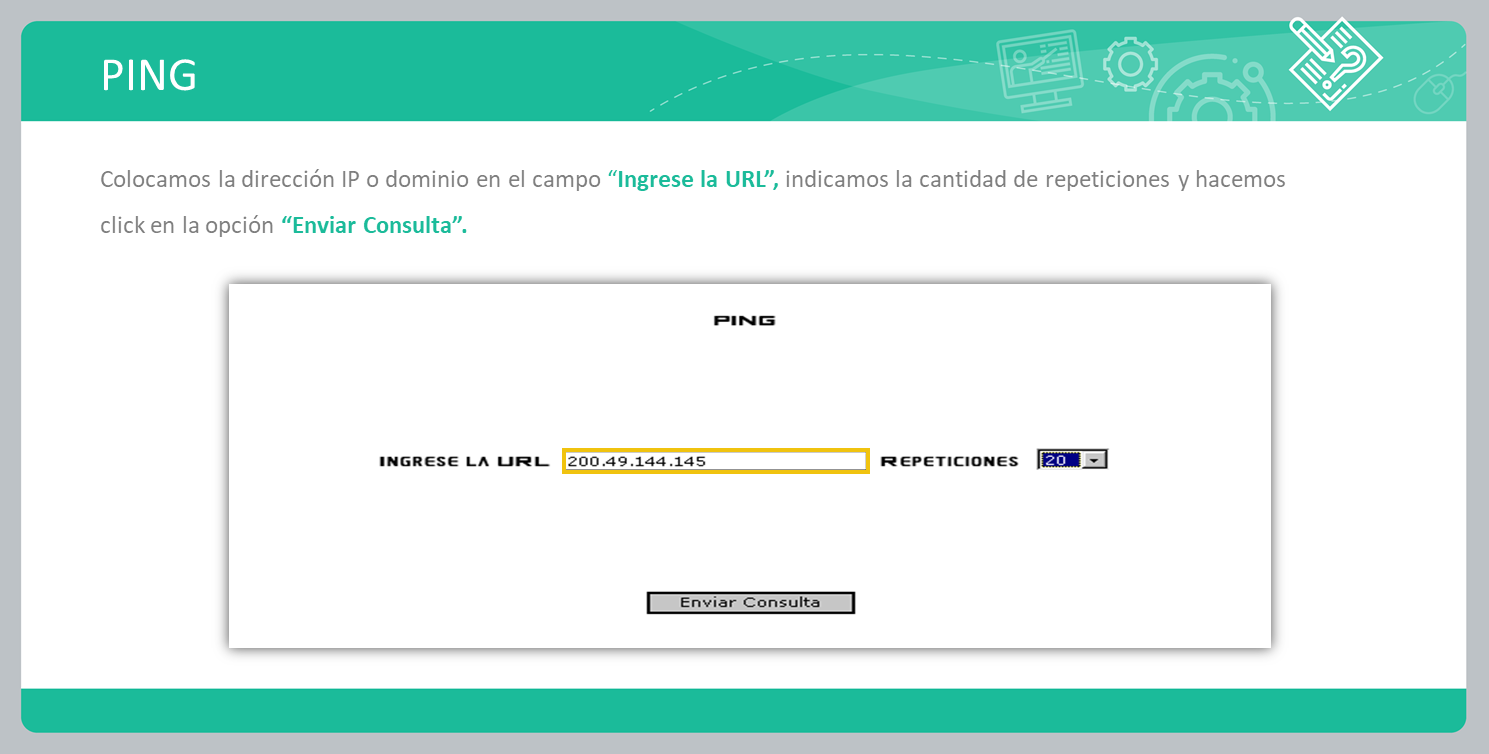 PING
Colocamos la dirección IP o dominio en el campo “Ingrese la URL”, indicamos la cantidad de repeticiones y hacemos
click en la opción “Enviar Consulta”.
PING
INGRESE LA URL 200.49.144.145 REPETICIONES 20
Enviar Consulta